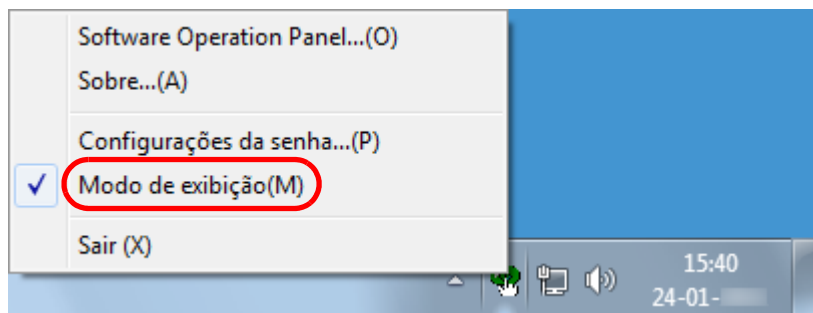 Software Operation Panel...(O)
Sobre...(A)
Configurações da senha...(P)
Modo de exibição(M)
Sair (X)
15:40
24-01-